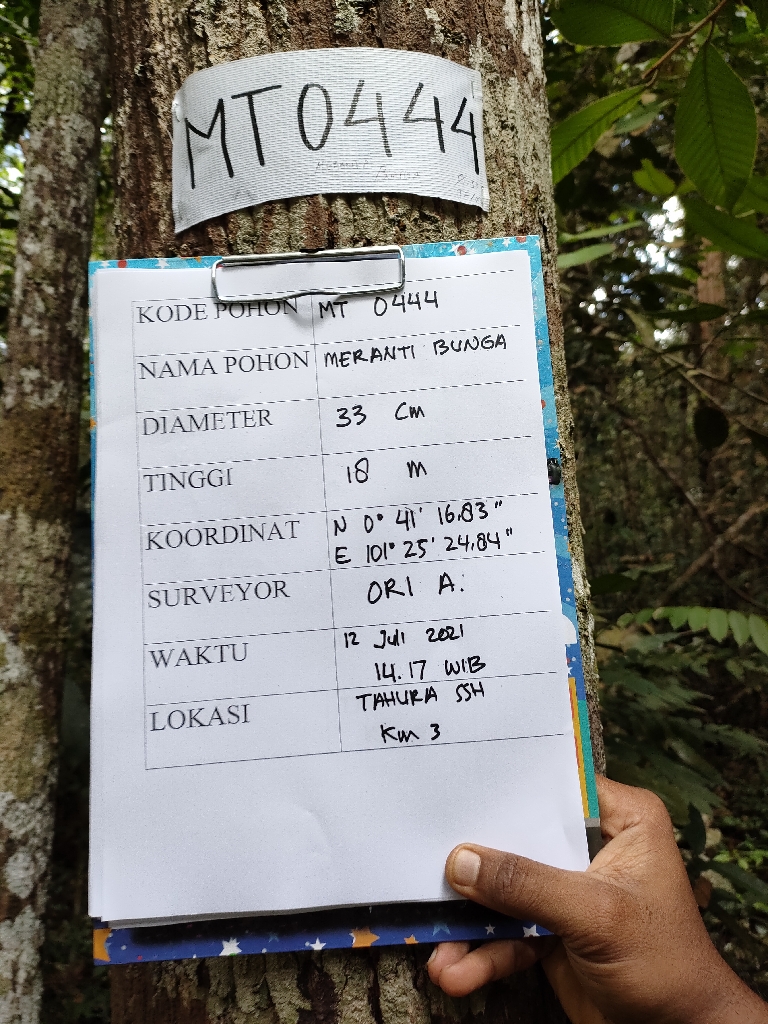 MT0444
KODE POHON MT 0444
NAMA POHON MERANTI BUNGA
DIAMETER 33 Cm
TINGGI 18 m
KOORDINAT N 0° 41' 16.83"
E 101° 25' 24.84"
SURVEYOR ORI A.
WAKTU 12 Juli 2021
14.17 WIB
LOKASI TAHURA SSH
Km 3